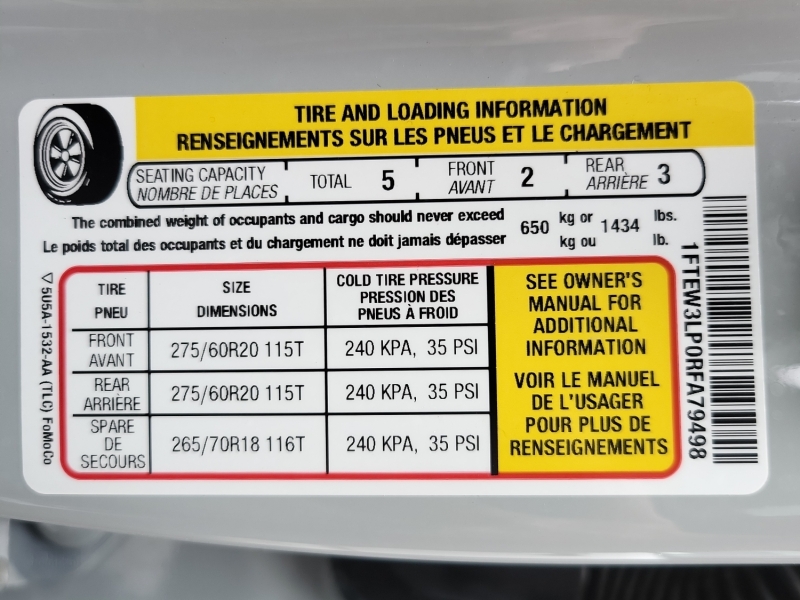 TIRE AND LOADING INFORMATION
RENSEIGNEMENTS SUR LES PNEUS ET LE CHARGEMENT
SEATING CAPACITY
NOMBRE DE PLACES
TOTAL 5
FRONT
AVANT
2
REAR
ARRIÈRE
3
The combined weight of occupants and cargo should never exceed
Le poids total des occupants et du chargement ne doit jamais dépasser
650 kg or 1434 lbs.
kg ou lb.
TIRE
PNEU
SIZE
DIMENSIONS
COLD TIRE PRESSURE
PRESSION DES
PNEUS À FROID
FRONT
AVANT
275/60R20 115T
240 KPA, 35 PSI
REAR
ARRIÈRE
275/60R20 115T
240 KPA, 35 PSI
SPARE
DE
SECOURS
265/70R18 116T
240 KPA, 35 PSI
SEE OWNER'S
MANUAL FOR
ADDITIONAL
INFORMATION
VOIR LE MANUEL
DE L'USAGER
POUR PLUS DE
RENSEIGNEMENTS
5U5A-1532-AA (TLC) FoMoCo
1FTEW3LP0RFA79498